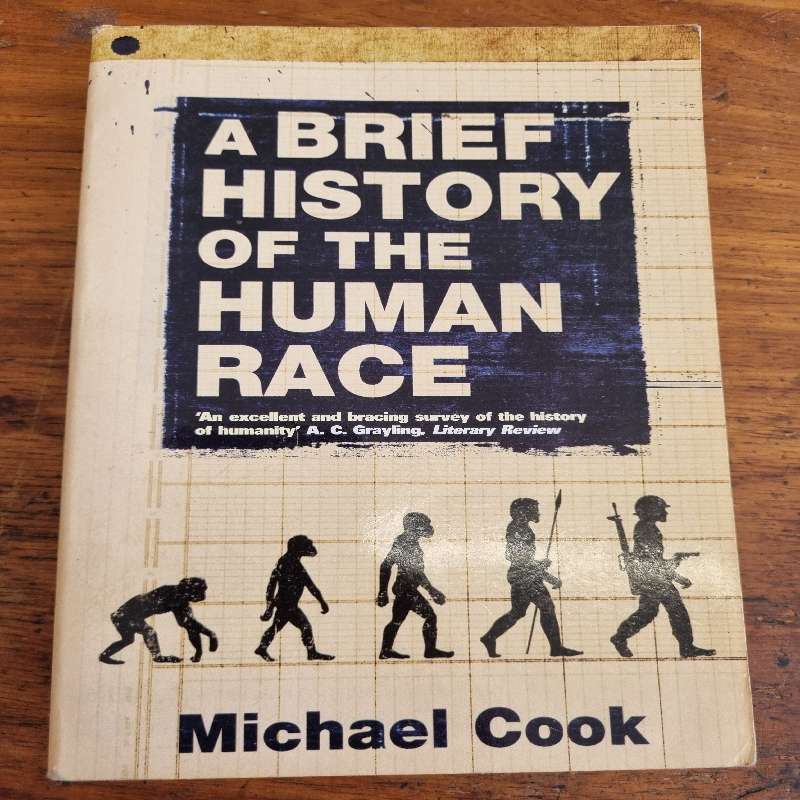 A BRIEF
HISTORY
OF THE
HUMAN
RACE
'An excellent and bracing survey of the history
of humanity' A. C. Grayling, Literary Review
Michael Cook